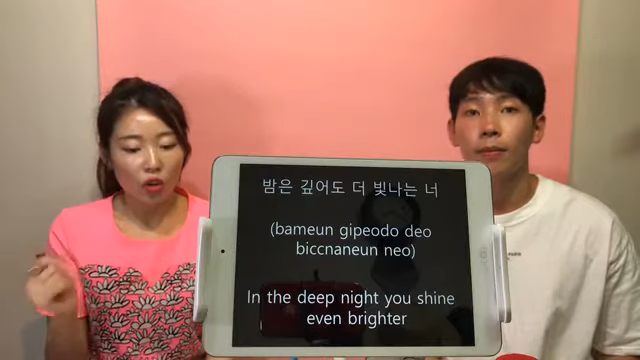 밤은 깊어도 더 빛나는 너
(bameun gipeodo deo
biccnaneun neo)
In the deep night you shine
even brighter